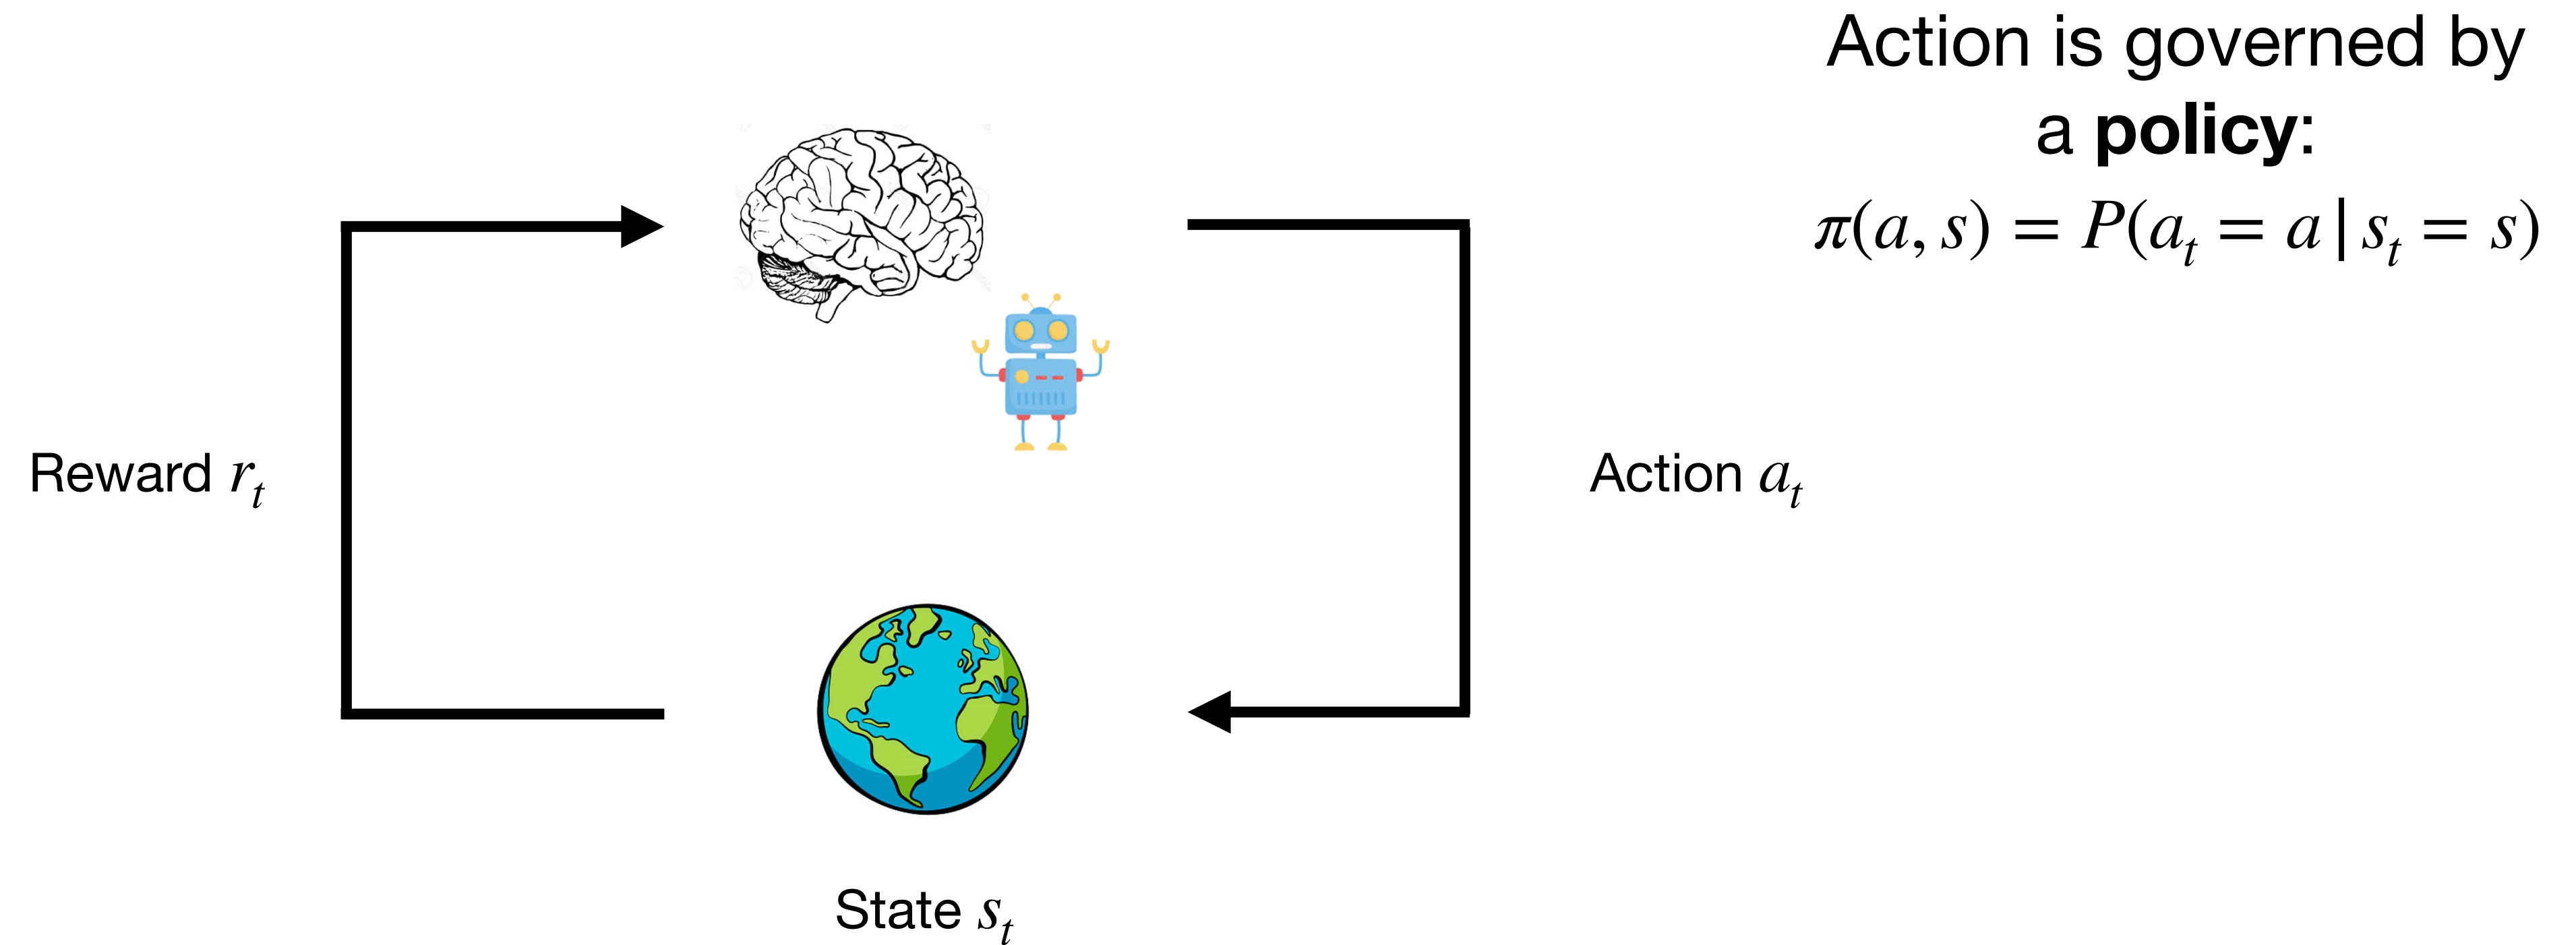 Action is governed by
a policy:
π(a, s) = P(a_t = a | s_t = s)
Reward r_t
Action a_t
State s_t